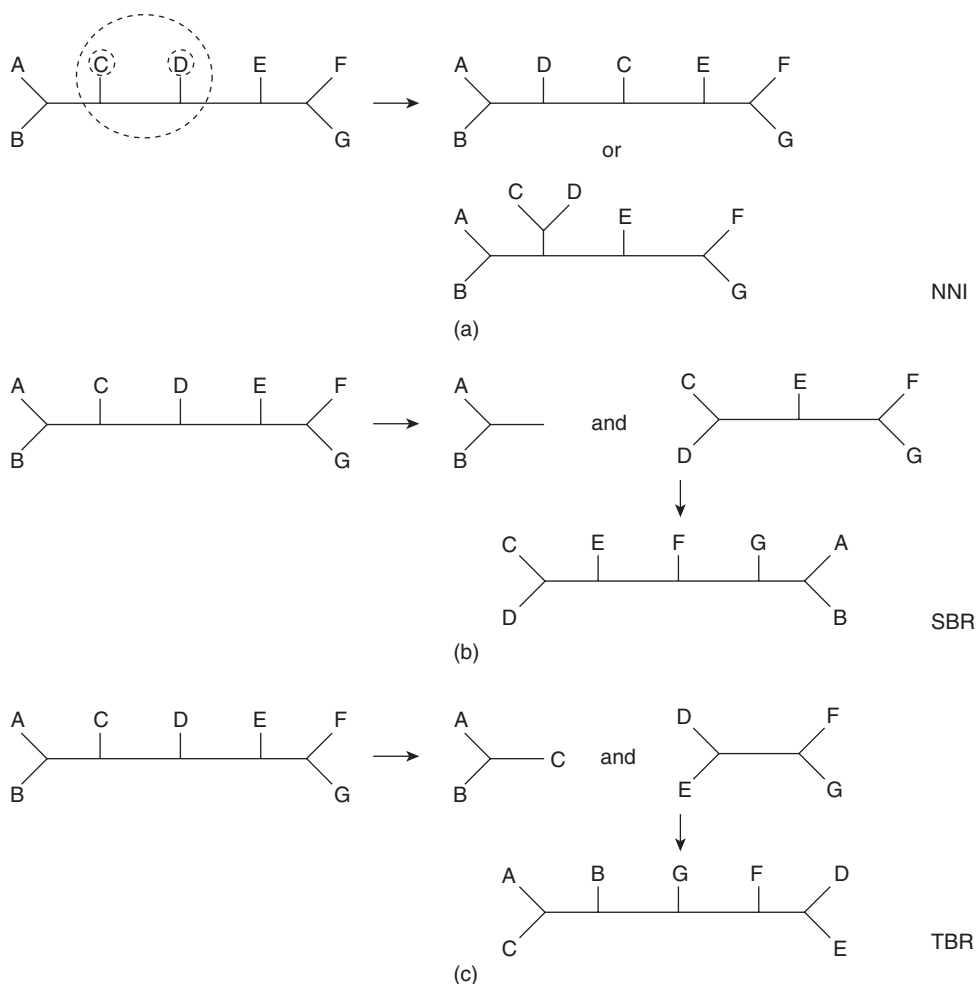 A C D E F A D C E F
B G B G
or
C D
A E F
B G
NNI
(a)
A C D E F A C E F
and
B G B D G
C E F G A
D B
SBR
(b)
A C D E F A D F
C and
B G B E G
A B G F D
C E
TBR
(c)